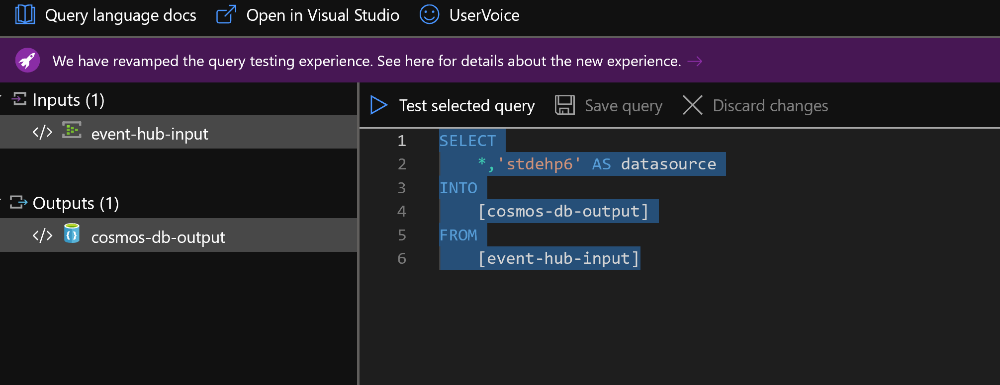 Query language docs Open in Visual Studio UserVoice
We have revamped the query testing experience. See here for details about the new experience. →
Inputs (1)
</> event-hub-input
Outputs (1)
</> cosmos-db-output
Test selected query Save query Discard changes
1 SELECT
2 *,'stdehp6' AS datasource
3 INTO
4 [cosmos-db-output]
5 FROM
6 [event-hub-input]